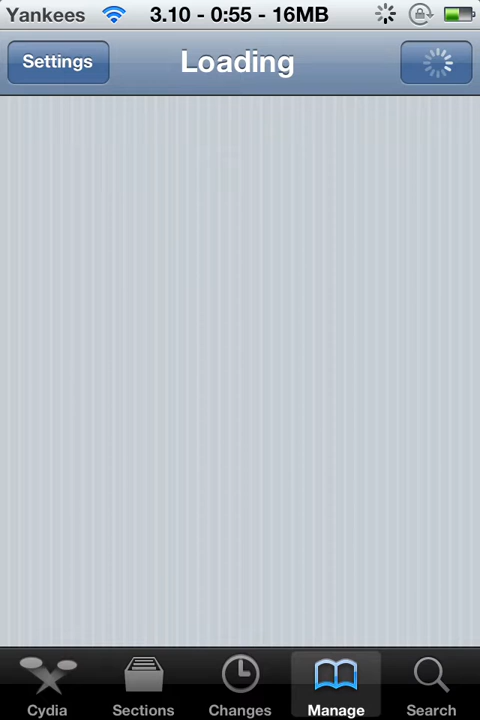 Yankees 3.10 - 0:55 - 16MB
Settings Loading
Cydia Sections Changes Manage Search